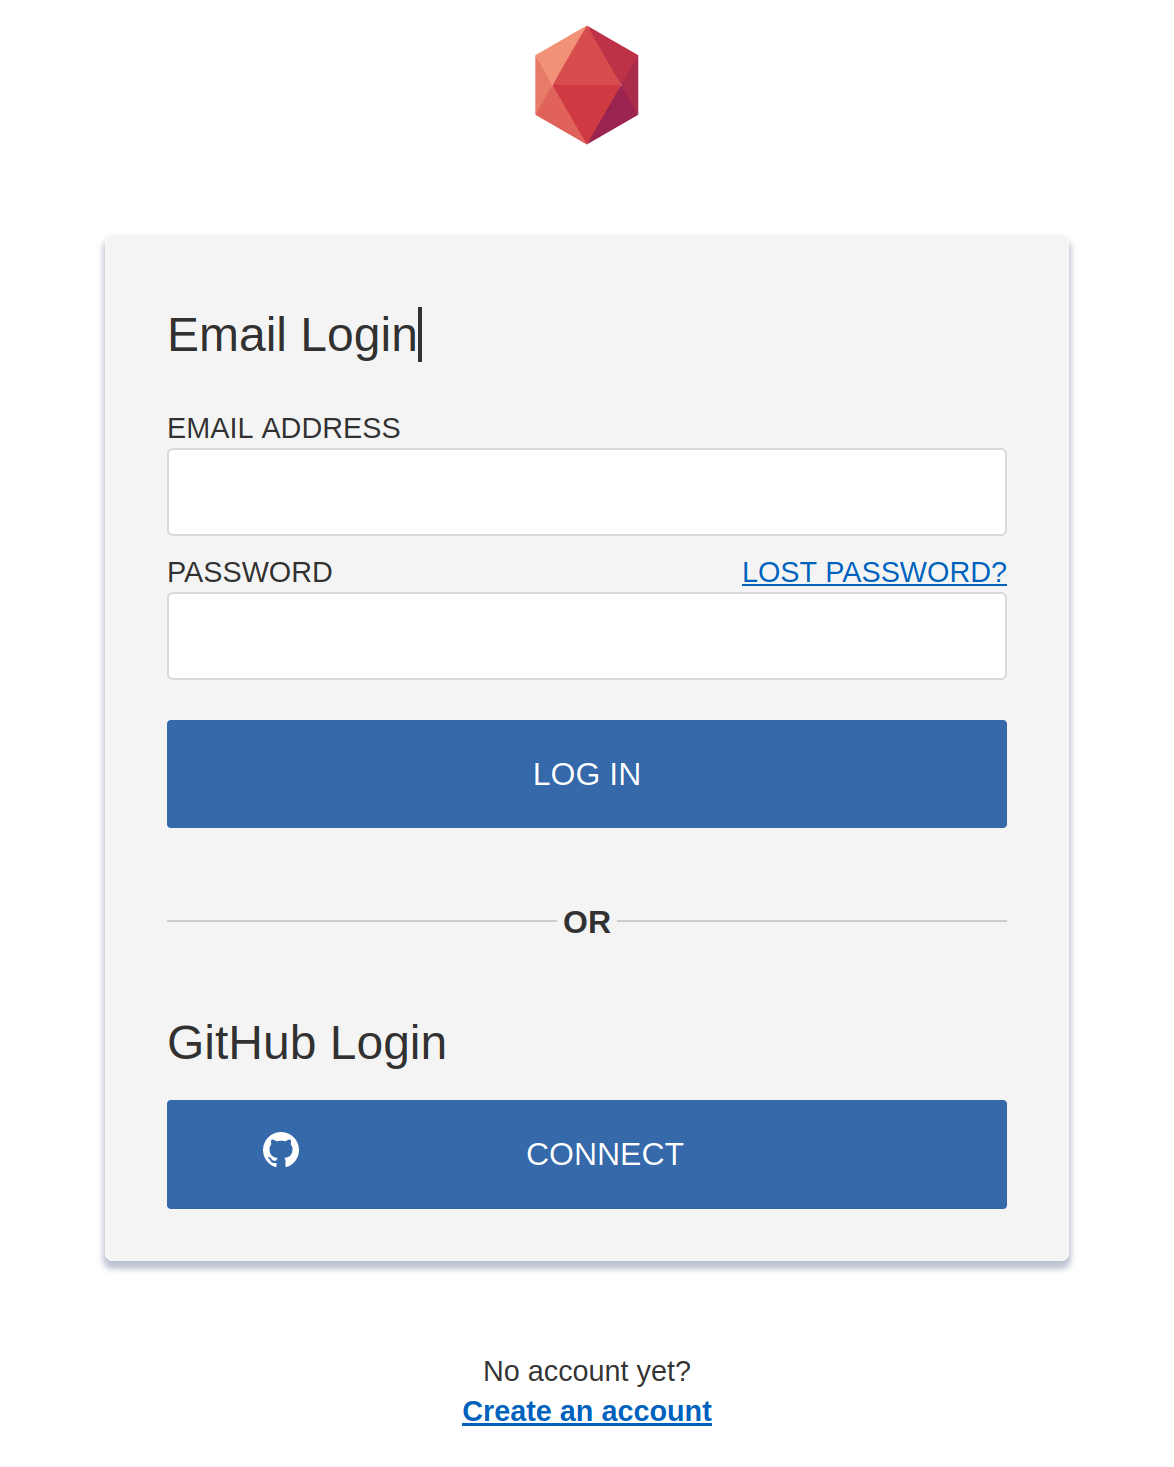 Email Login
EMAIL ADDRESS
PASSWORD LOST PASSWORD?
LOG IN
OR
GitHub Login
CONNECT
No account yet?
Create an account